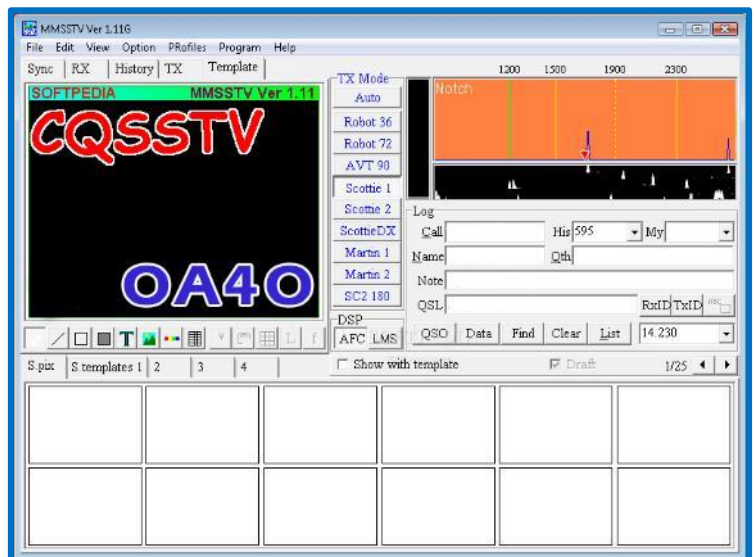 MMSSTV Ver 1.11G
File Edit View Option PRofiles Program Help
Sync RX History TX Template
SOFTPEDIA MMSSTV Ver 1.11
CQSSTV
OA4O
TX Mode
Auto
Robot 36
Robot 72
AVT 90
Scottie 1
Scottie 2
ScottieDX
Martin 1
Martin 2
SC2 180
DSP
AFC LMS
1200 1500 1900 2300
Notch
Log
Call His 595 My
Name Qth
Note
QSL RxID TxID
QSO Data Find Clear List 14.230
T L f
S.pix S.templates 1 2 3 4
Show with template Draft 1/25